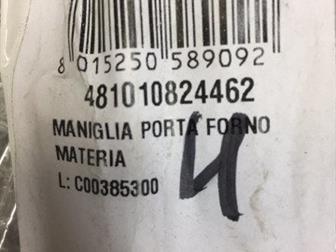 8 015250 589092
481010824462
MANIGLIA PORTA FORNO
MATERIA
L: C00385300
4